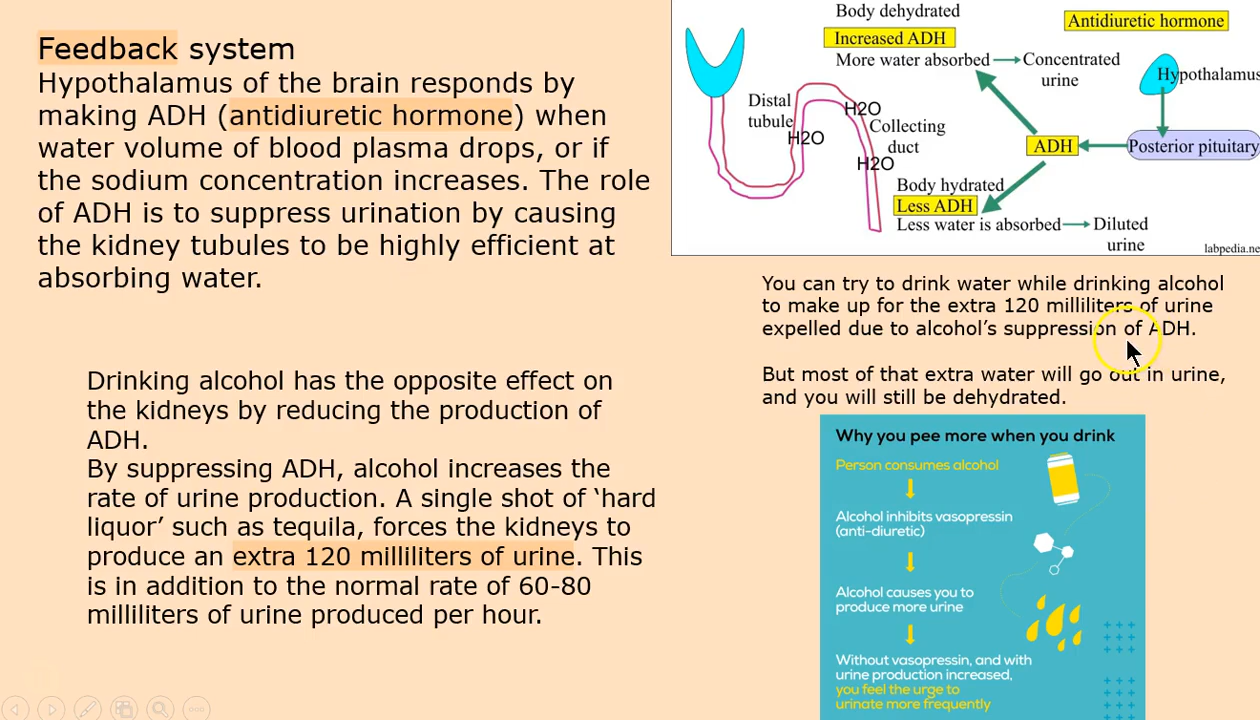 Feedback system
Hypothalamus of the brain responds by
making ADH (antidiuretic hormone) when
water volume of blood plasma drops, or if
the sodium concentration increases. The role
of ADH is to suppress urination by causing
the kidney tubules to be highly efficient at
absorbing water.
Drinking alcohol has the opposite effect on
the kidneys by reducing the production of
ADH.
By suppressing ADH, alcohol increases the
rate of urine production. A single shot of ‘hard
liquor’ such as tequila, forces the kidneys to
produce an extra 120 milliliters of urine. This
is in addition to the normal rate of 60-80
milliliters of urine produced per hour.
Body dehydrated
Increased ADH
More water absorbed
Concentrated
urine
Antidiuretic hormone
Hypothalamus
Posterior pituitary
ADH
Distal
tubule
H2O
H2O
H2O
Collecting
duct
Body hydrated
Less ADH
Less water is absorbed
Diluted
urine
labpedia.ne
You can try to drink water while drinking alcohol
to make up for the extra 120 milliliters of urine
expelled due to alcohol’s suppression of ADH.
But most of that extra water will go out in urine,
and you will still be dehydrated.
Why you pee more when you drink
Person consumes alcohol
Alcohol inhibits vasopressin
(anti-diuretic)
Alcohol causes you to
produce more urine
Without vasopressin, and with
urine production increased,
you feel the urge to
urinate more frequently